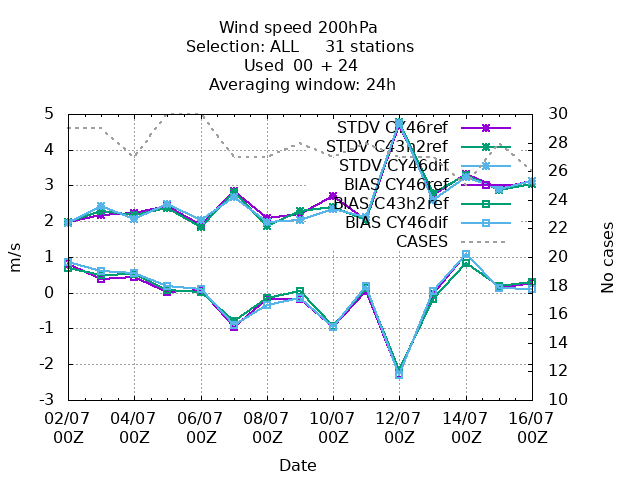 Wind speed 200hPa
Selection: ALL 31 stations
Used 00 + 24
Averaging window: 24h
STDV CY46ref
STDV C43h2ref
STDV CY46dif
BIAS CY46ref
BIAS C43h2ref
BIAS CY46dif
CASES
5
4
3
2
1
0
-1
-2
-3
m/s
30
28
26
24
22
20
18
16
14
12
10
No cases
02/07 04/07 06/07 08/07 10/07 12/07 14/07 16/07
00Z 00Z 00Z 00Z 00Z 00Z 00Z 00Z
Date